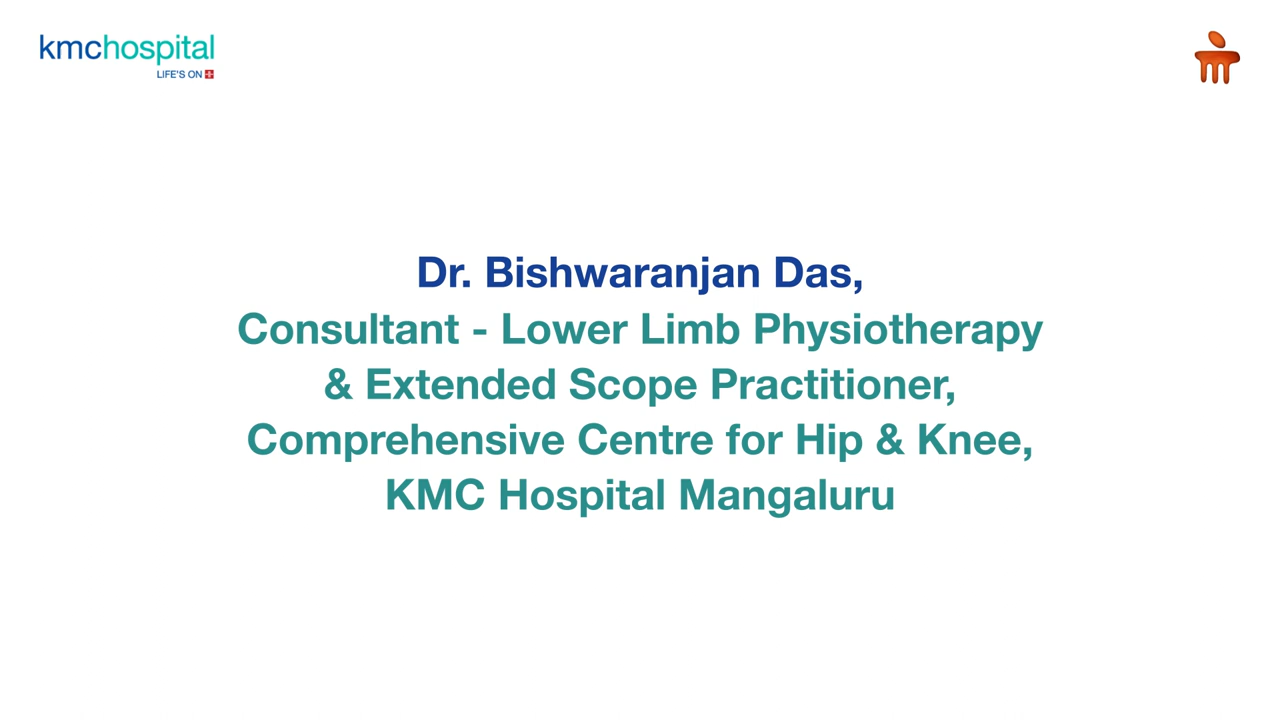 kmchospital
LIFE'S ON
Dr. Bishwaranjan Das,
Consultant - Lower Limb Physiotherapy
& Extended Scope Practitioner,
Comprehensive Centre for Hip & Knee,
KMC Hospital Mangaluru